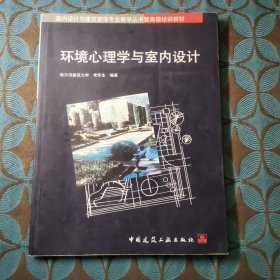 室内设计与建筑装饰专业教学丛书暨高级培训教材
环境心理学与室内设计
哈尔滨建筑大学 常怀生 编著
中国建筑工业出版社